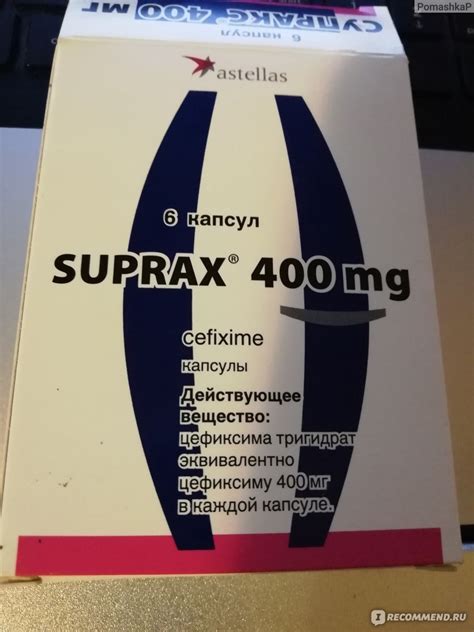 PomashkaP
СУПРАКС® 400 МГ
6 капсул
astellas
6 капсул
SUPRAX® 400 mg
cefixime
капсулы
Действующее
вещество:
цефиксима тригидрат
эквивалентно
цефиксиму 400 мг
в каждой капсуле.
IRECOMMEND.RU